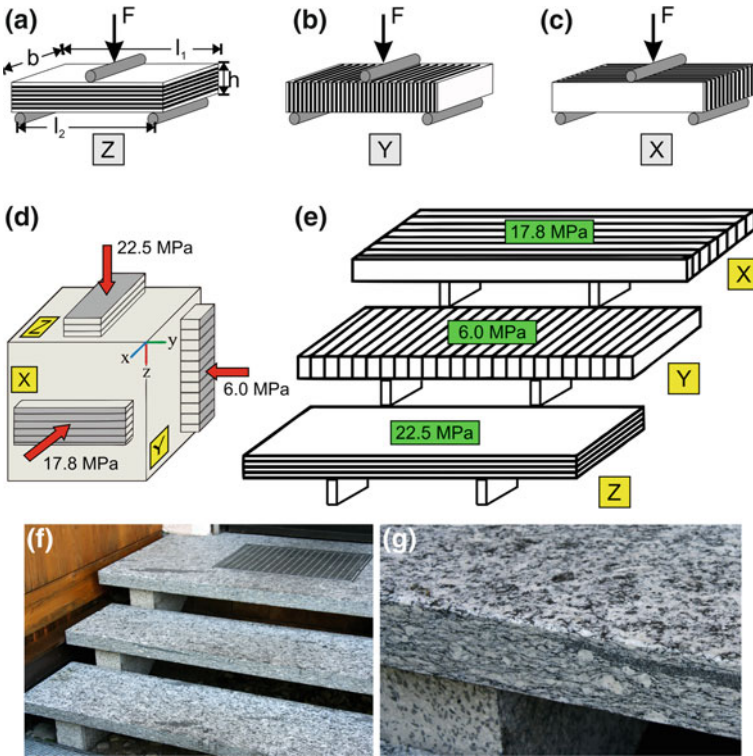 (a)
F
b
l₁
h
l₂
Z
(b)
F
Y
(c)
F
X
(d)
22.5 MPa
Z
x
y
z
X
6.0 MPa
17.8 MPa
Y
(e)
17.8 MPa
X
6.0 MPa
Y
22.5 MPa
Z
(f)
(g)